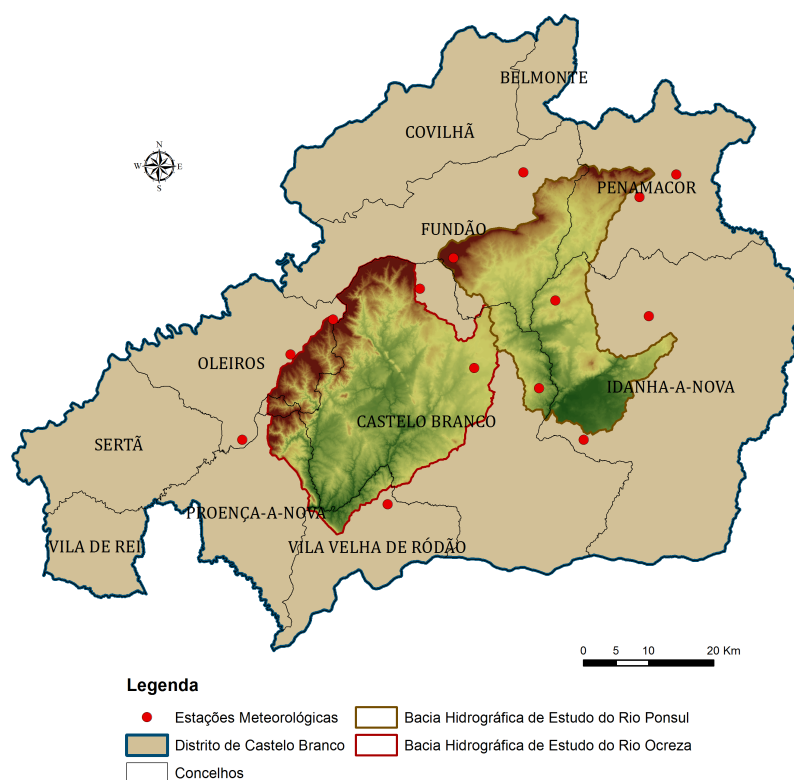 BELMONTE
COVILHÃ
N
W E
S
PENAMACOR
FUNDÃO
OLEIROS
IDANHA-A-NOVA
CASTELO BRANCO
SERTÃ
PROENÇA-A-NOVA
VILA DE REI
VILA VELHA DE RÓDÃO
0 5 10 20 Km
Legenda
Estações Meteorológicas
Bacia Hidrográfica de Estudo do Rio Ponsul
Distrito de Castelo Branco
Bacia Hidrográfica de Estudo do Rio Ocreza
Concelhos